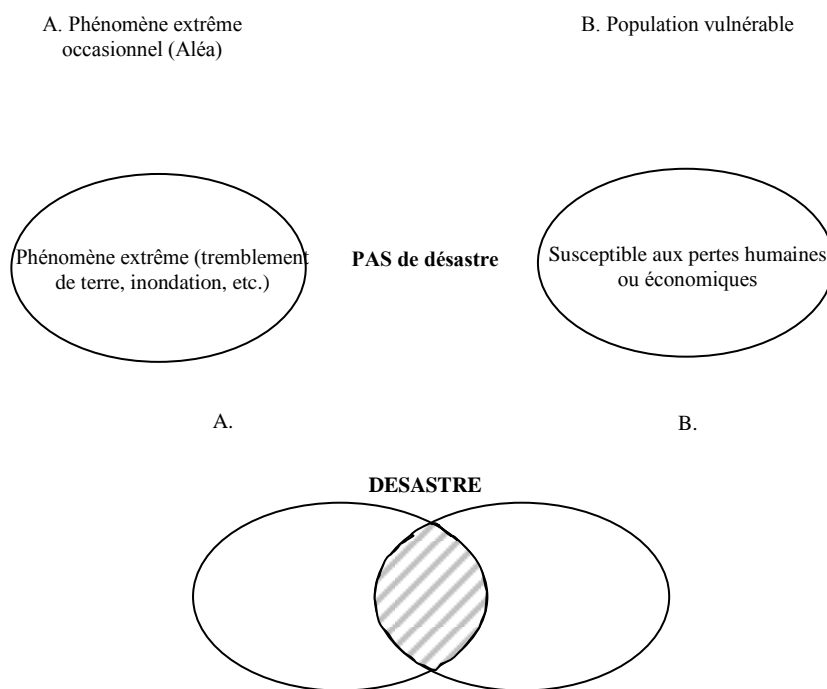 A. Phénomène extrême
occasionnel (Aléa)
B. Population vulnérable
Phénomène extrême (tremblement
de terre, inondation, etc.)
PAS de désastre
Susceptible aux pertes humaines
ou économiques
A.
B.
DESASTRE